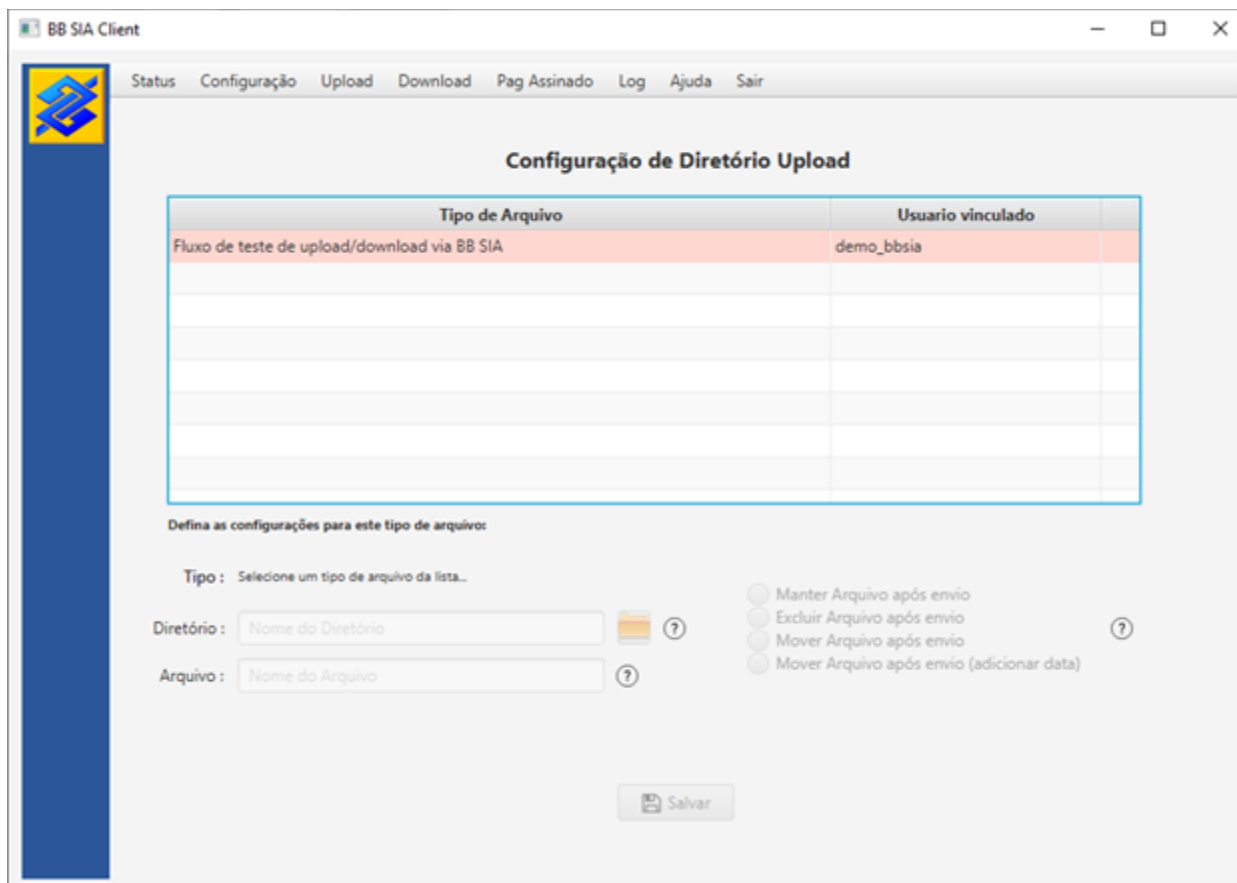 BB SIA Client
Status Configuração Upload Download Pag Assinado Log Ajuda Sair
Configuração de Diretório Upload
Tipo de Arquivo Usuario vinculado
Fluxo de teste de upload/download via BB SIA demo_bbsia
Defina as configurações para este tipo de arquivo:
Tipo : Selecione um tipo de arquivo da lista...
Diretório : Nome do Diretório ?
Arquivo : Nome do Arquivo ?
Manter Arquivo após envio
Excluir Arquivo após envio
Mover Arquivo após envio
Mover Arquivo após envio (adicionar data)
?
Salvar